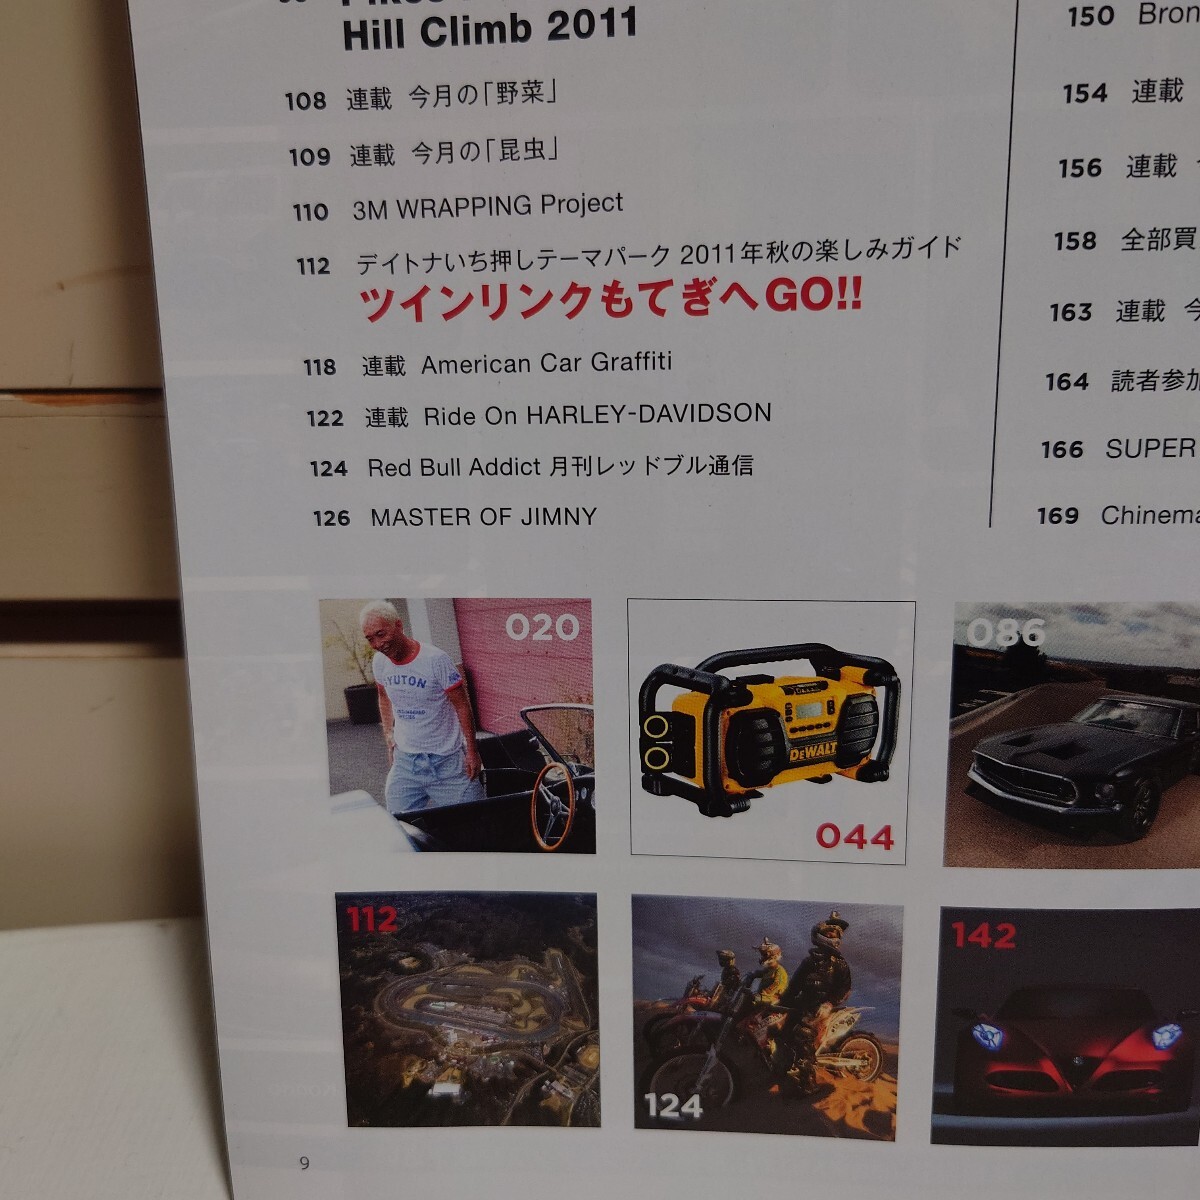 Hill Climb 2011
108 連載 今月の「野菜」
109 連載 今月の「昆虫」
110 3M WRAPPING Project
112 デイトナいち押しテーマパーク 2011年秋の楽しみガイド
ツインリンクもてぎへGO!!
118 連載 American Car Graffiti
122 連載 Ride On HARLEY-DAVIDSON
124 Red Bull Addict 月刊レッドブル通信
126 MASTER OF JIMNY
150 Bron
154 連載
156 連載
158 全部買
163 連載 今
164 読者参加
166 SUPER
169 Chinema
020
YUTON
DEWALT
044
086
112
124
142
9